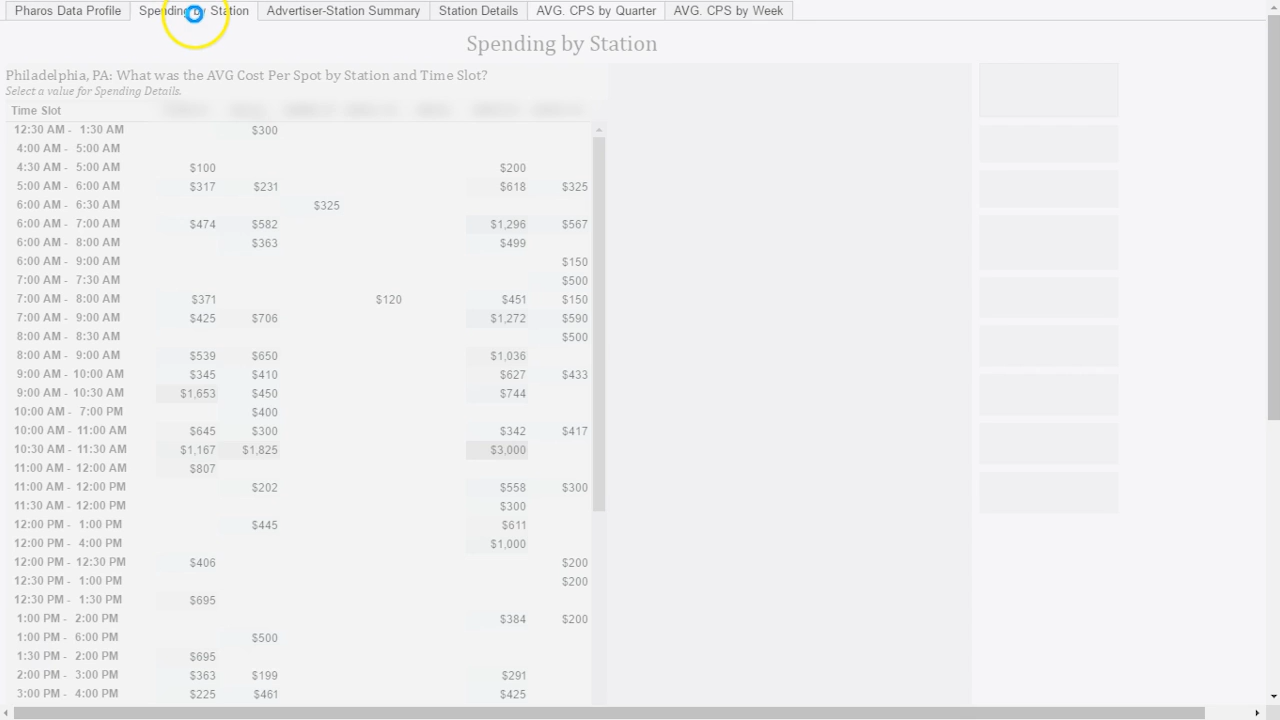 Pharos Data Profile Spending by Station Advertiser-Station Summary Station Details AVG. CPS by Quarter AVG. CPS by Week
Spending by Station
Philadelphia, PA: What was the AVG Cost Per Spot by Station and Time Slot?
Select a value for Spending Details.
Time Slot
12:30 AM - 1:30 AM $300
4:00 AM - 5:00 AM
4:30 AM - 5:00 AM $100 $200
5:00 AM - 6:00 AM $317 $231 $618 $325
6:00 AM - 6:30 AM $325
6:00 AM - 7:00 AM $474 $582 $1,296 $567
6:00 AM - 8:00 AM $363 $499
6:00 AM - 9:00 AM $150
7:00 AM - 7:30 AM $500
7:00 AM - 8:00 AM $371 $120 $451 $150
7:00 AM - 9:00 AM $425 $706 $1,272 $590
8:00 AM - 8:30 AM $500
8:00 AM - 9:00 AM $539 $650 $1,036
9:00 AM - 10:00 AM $345 $410 $627 $433
9:00 AM - 10:30 AM $1,653 $450 $744
10:00 AM - 7:00 PM $400
10:00 AM - 11:00 AM $645 $300 $342 $417
10:30 AM - 11:30 AM $1,167 $1,825 $3,000
11:00 AM - 12:00 AM $807
11:00 AM - 12:00 PM $202 $558 $300
11:30 AM - 12:00 PM $300
12:00 PM - 1:00 PM $445 $611
12:00 PM - 4:00 PM $1,000
12:00 PM - 12:30 PM $406 $200
12:30 PM - 1:00 PM $200
12:30 PM - 1:30 PM $695
1:00 PM - 2:00 PM $384 $200
1:00 PM - 6:00 PM $500
1:30 PM - 2:00 PM $695
2:00 PM - 3:00 PM $363 $199 $291
3:00 PM - 4:00 PM $225 $461 $425